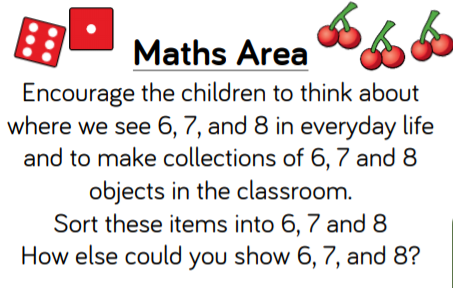 Maths Area
Encourage the children to think about
where we see 6, 7, and 8 in everyday life
and to make collections of 6, 7 and 8
objects in the classroom.
Sort these items into 6, 7 and 8
How else could you show 6, 7, and 8?